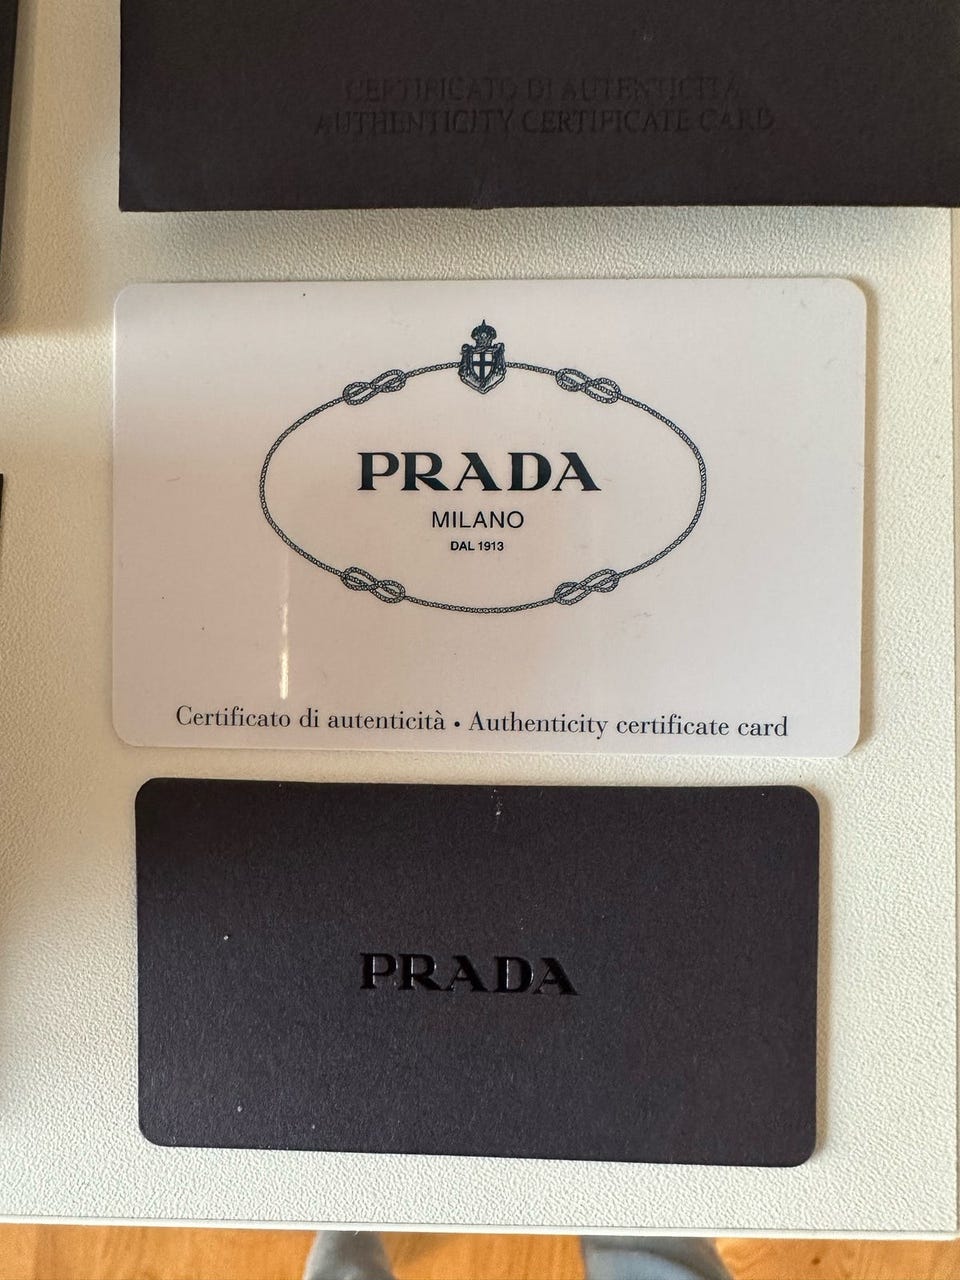 CERTIFICATO DI AUTENTICITÀ
AUTHENTICITY CERTIFICATE CARD
PRADA
MILANO
DAL 1913
Certificato di autenticità • Authenticity certificate card
PRADA